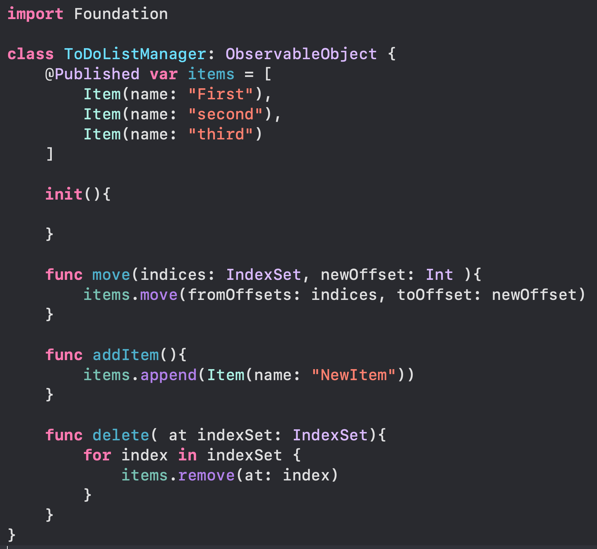 import Foundation
class ToDoListManager: ObservableObject {
    @Published var items = [
        Item(name: "First"),
        Item(name: "second"),
        Item(name: "third")
    ]
    init(){
    }
    func move(indices: IndexSet, newOffset: Int ){
        items.move(fromOffsets: indices, toOffset: newOffset)
    }
    func addItem(){
        items.append(Item(name: "NewItem"))
    }
    func delete( at indexSet: IndexSet){
        for index in indexSet {
            items.remove(at: index)
        }
    }
}